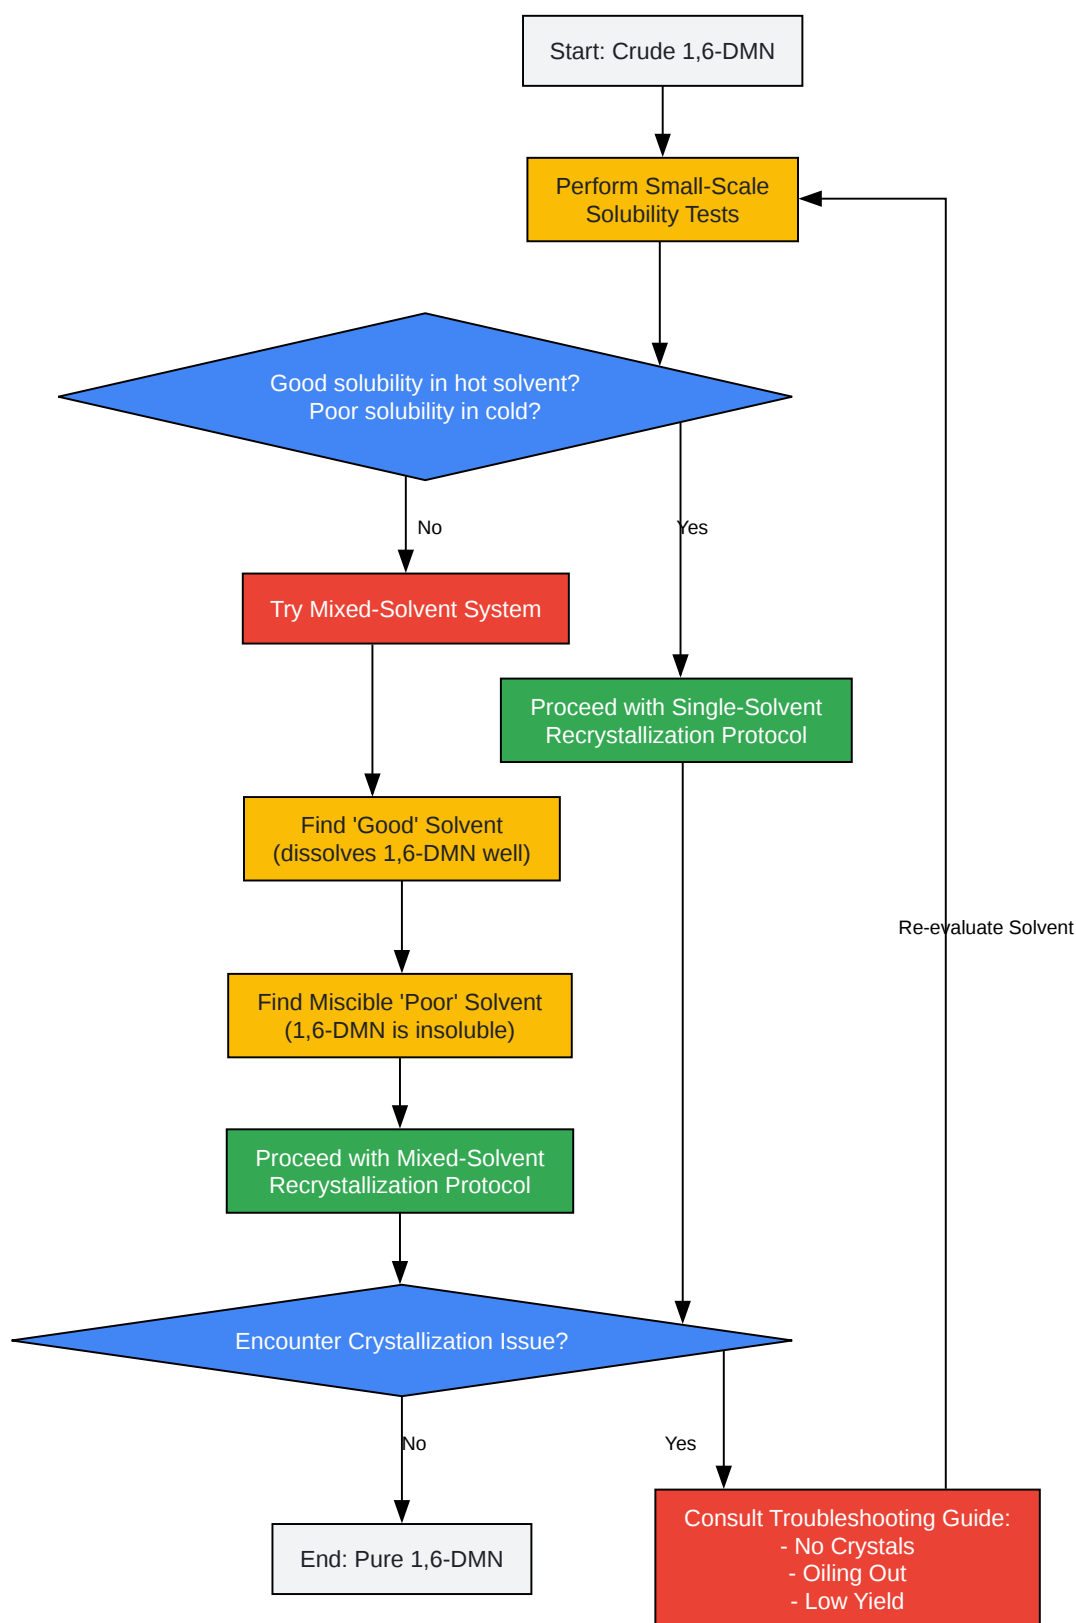 Start: Crude 1,6-DMN
Perform Small-Scale
Solubility Tests
Good solubility in hot solvent?
Poor solubility in cold?
No
Yes
Try Mixed-Solvent System
Proceed with Single-Solvent
Recrystallization Protocol
Find 'Good' Solvent
(dissolves 1,6-DMN well)
Re-evaluate Solvent
Find Miscible 'Poor' Solvent
(1,6-DMN is insoluble)
Proceed with Mixed-Solvent
Recrystallization Protocol
Encounter Crystallization Issue?
No
Yes
Consult Troubleshooting Guide:
- No Crystals
- Oiling Out
- Low Yield
End: Pure 1,6-DMN